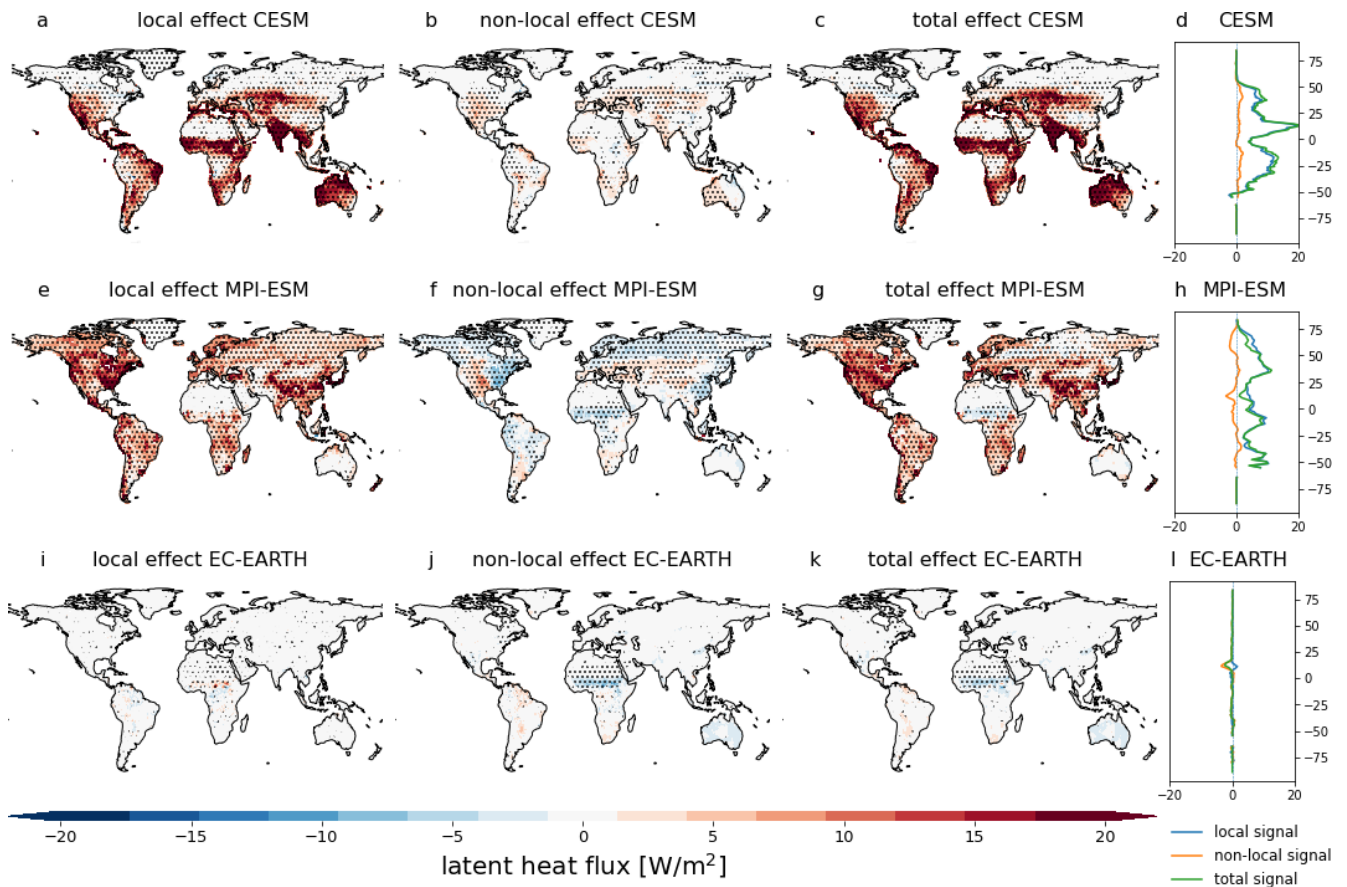 a local effect CESM
b non-local effect CESM
c total effect CESM
d CESM
75
50
25
0
−25
−50
−75
−20 0 20
e local effect MPI-ESM
f non-local effect MPI-ESM
g total effect MPI-ESM
h MPI-ESM
75
50
25
0
−25
−50
−75
−20 0 20
i local effect EC-EARTH
j non-local effect EC-EARTH
k total effect EC-EARTH
l EC-EARTH
75
50
25
0
−25
−50
−75
−20 0 20
−20 −15 −10 −5 0 5 10 15 20
latent heat flux [W/m²]
local signal
non-local signal
total signal